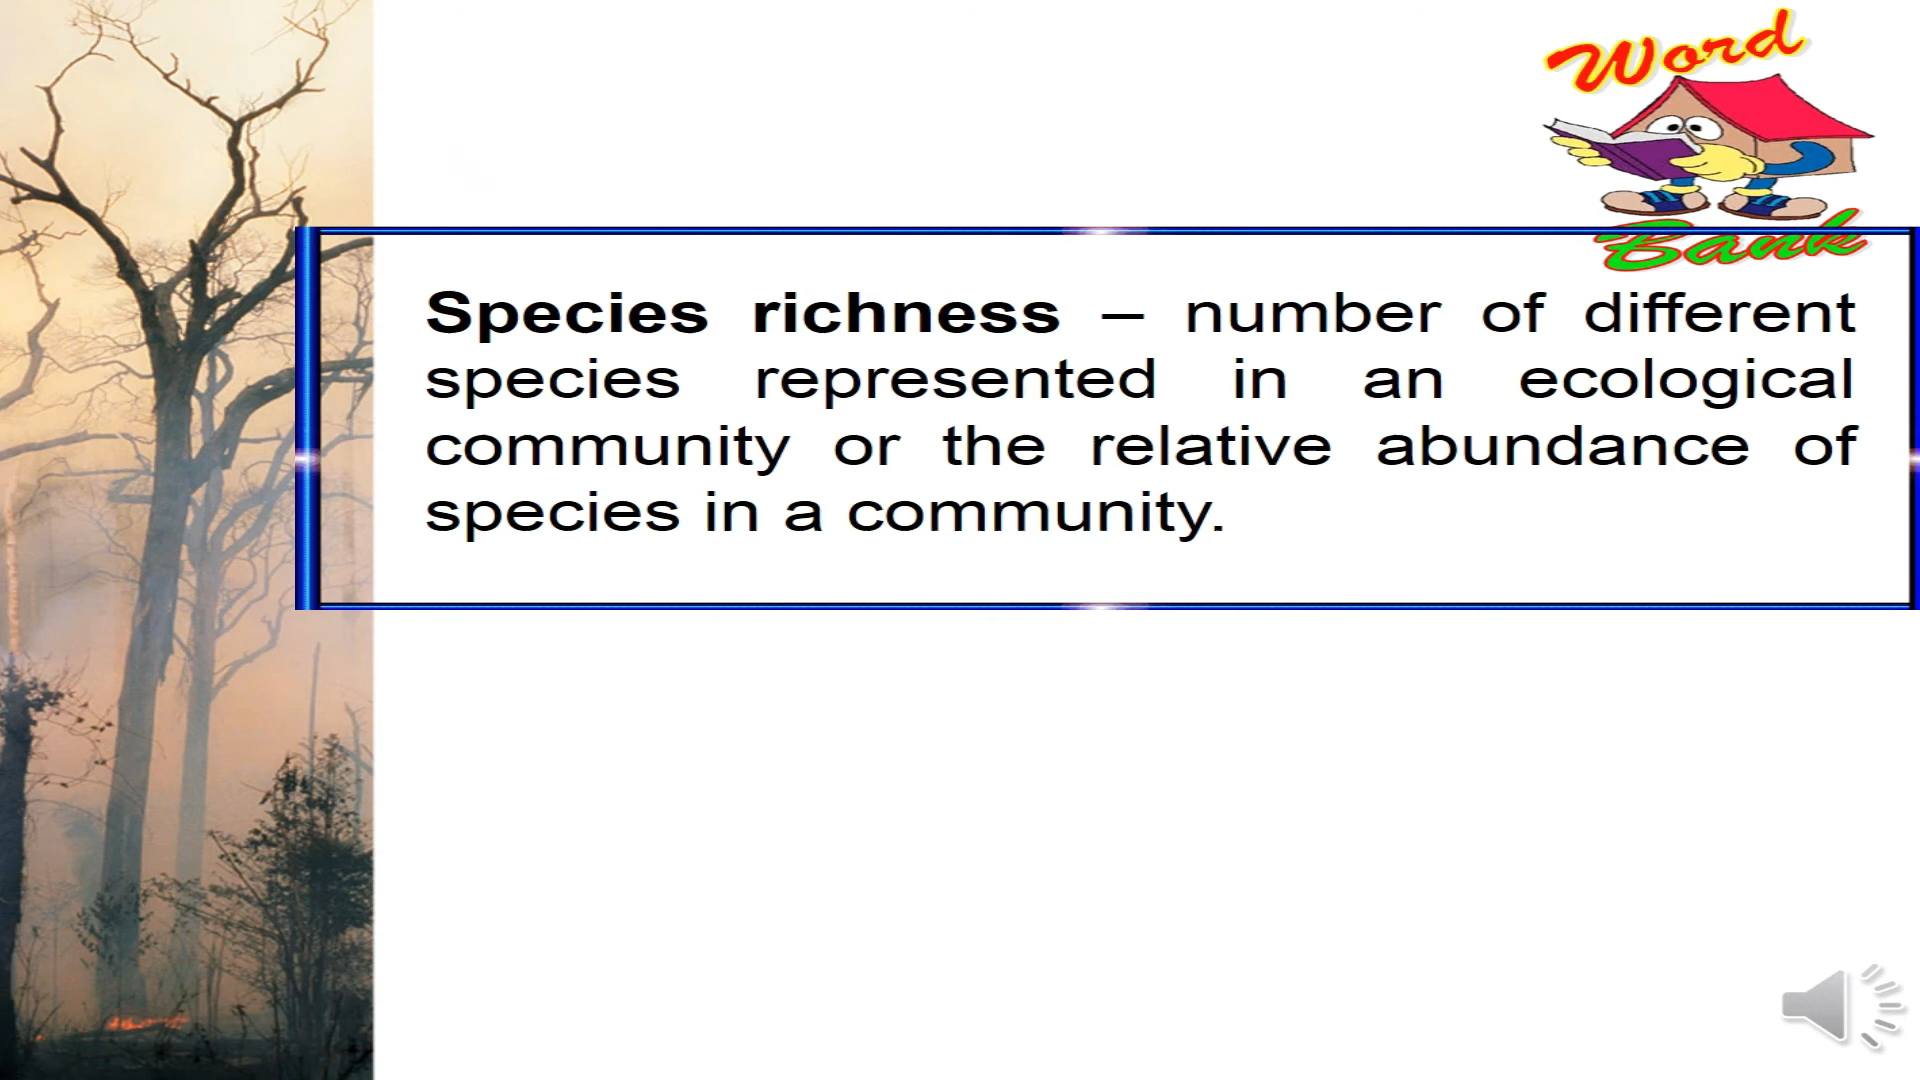 Word
Bank
Species richness – number of different
species represented in an ecological
community or the relative abundance of
species in a community.